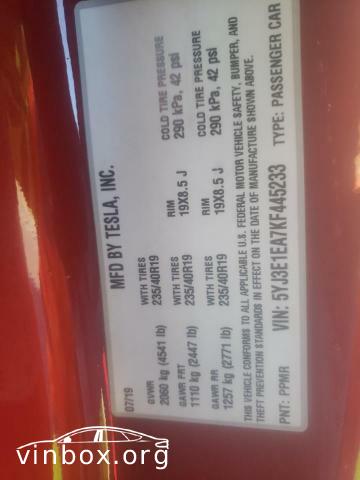 MFD BY TESLA, INC.
07/19
GVWR
2060 kg (4541 lb)
WITH TIRES
235/40R19
RIM
19X8.5 J
COLD TIRE PRESSURE
290 kPa, 42 psi
GAWR FRT
1110 kg (2447 lb)
WITH TIRES
235/40R19
RIM
19X8.5 J
COLD TIRE PRESSURE
290 kPa, 42 psi
GAWR RR
1257 kg (2771 lb)
WITH TIRES
235/40R19
THIS VEHICLE CONFORMS TO ALL APPLICABLE U.S. FEDERAL MOTOR VEHICLE SAFETY, BUMPER, AND
THEFT PREVENTION STANDARDS IN EFFECT ON THE DATE OF MANUFACTURE SHOWN ABOVE.
PNT: PPMR
VIN: 5YJ3E1EA7KF445233
TYPE: PASSENGER CAR
vinbox.org